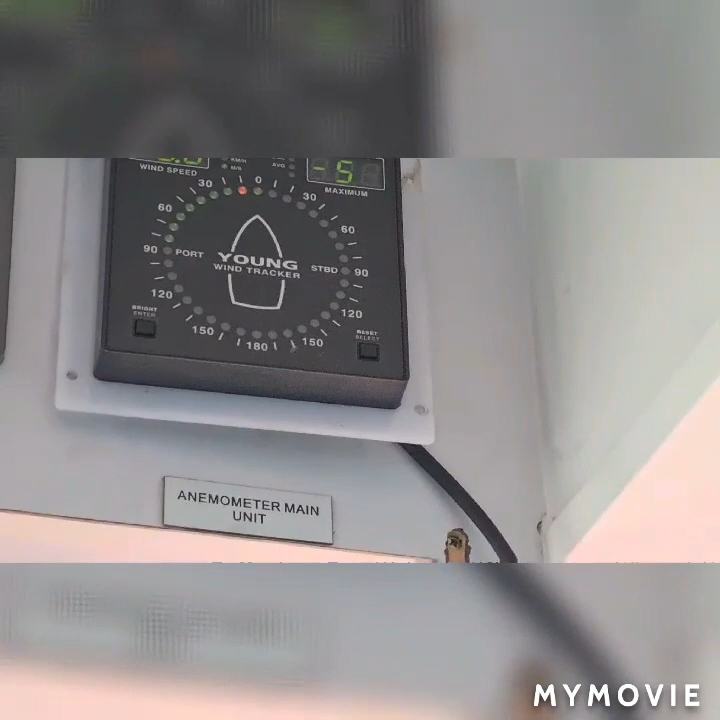 KM/H
M/S
AVG
WIND SPEED
-5
MAXIMUM
30 0 30
60 60
90 PORT YOUNG STBD 90
WIND TRACKER
120 120
BRIGHT
ENTER
RESET
SELECT
150 180 150
ANEMOMETER MAIN
UNIT
MYMOVIE